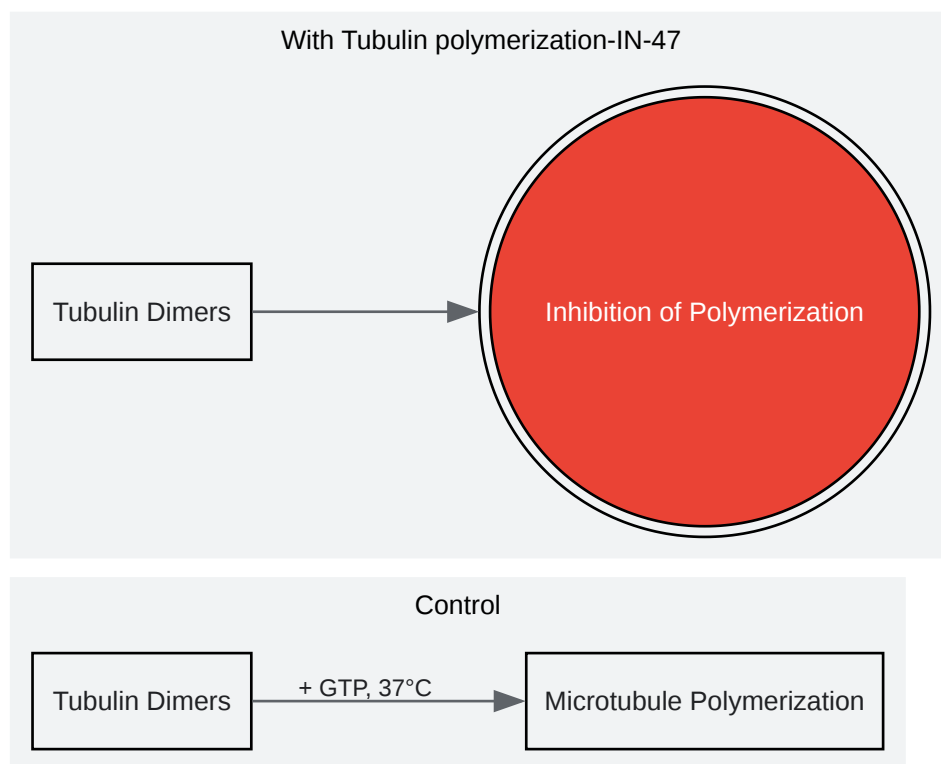 With Tubulin polymerization-IN-47
Tubulin Dimers
Inhibition of Polymerization
Control
Tubulin Dimers
+ GTP, 37°C
Microtubule Polymerization